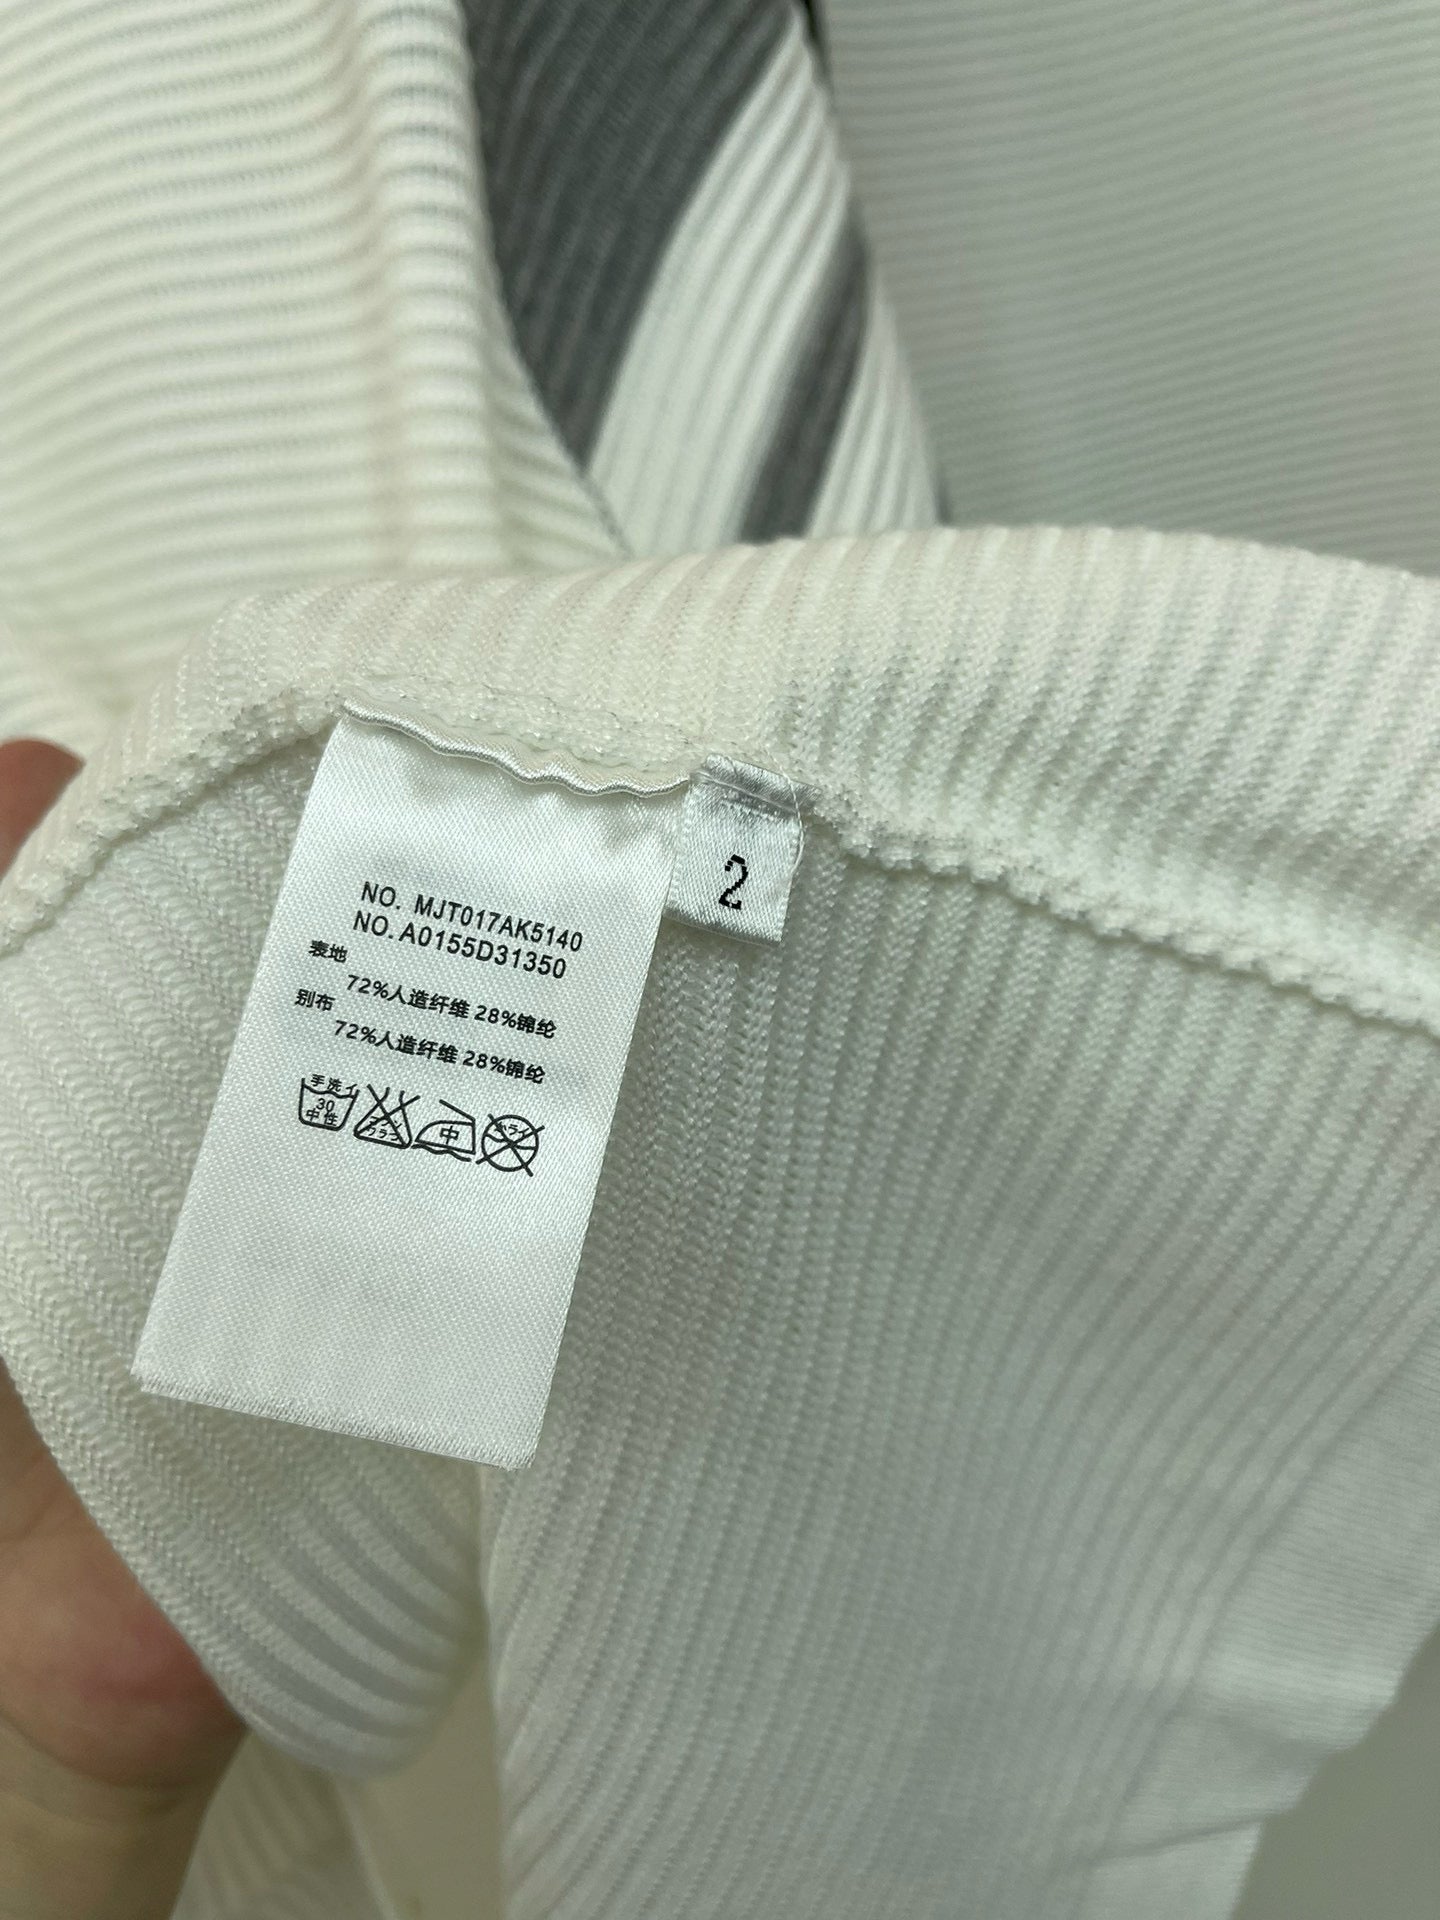 NO. MJT017AK5140
NO. A0155D31350
表地
72%人造纤维 28%锦纶
别布
72%人造纤维 28%锦纶
手洗イ
30
中性
中
2